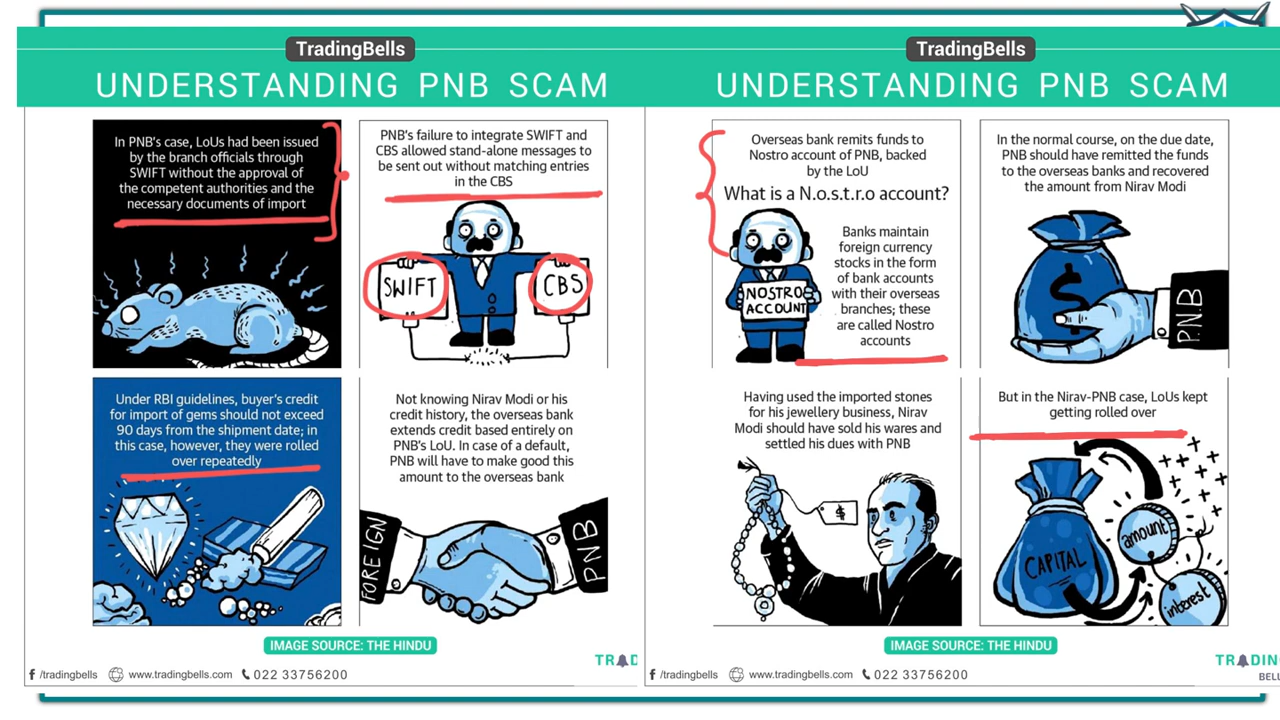 TradingBells
UNDERSTANDING PNB SCAM
In PNB's case, LoUs had been issued
by the branch officials through
SWIFT without the approval of
the competent authorities and the
necessary documents of import
PNB's failure to integrate SWIFT and
CBS allowed stand-alone messages to
be sent out without matching entries
in the CBS
SWIFT
CBS
Under RBI guidelines, buyer's credit
for import of gems should not exceed
90 days from the shipment date; in
this case, however, they were rolled
over repeatedly
Not knowing Nirav Modi or his
credit history, the overseas bank
extends credit based entirely on
PNB's LoU. In case of a default,
PNB will have to make good this
amount to the overseas bank
FOREIGN
PNB
IMAGE SOURCE: THE HINDU
/tradingbells
www.tradingbells.com
022 33756200
TradingBells
UNDERSTANDING PNB SCAM
Overseas bank remits funds to
Nostro account of PNB, backed
by the LoU
What is a N.o.s.t.r.o account?
Banks maintain
foreign currency
stocks in the form
of bank accounts
with their overseas
branches; these
are called Nostro
accounts
NOSTRO
ACCOUNT
In the normal course, on the due date,
PNB should have remitted the funds
to the overseas banks and recovered
the amount from Nirav Modi
$
P.N.B
Having used the imported stones
for his jewellery business, Nirav
Modi should have sold his wares and
settled his dues with PNB
$
But in the Nirav-PNB case, LoUs kept
getting rolled over
CAPITAL
amount
interest
IMAGE SOURCE: THE HINDU
/tradingbells
www.tradingbells.com
022 33756200